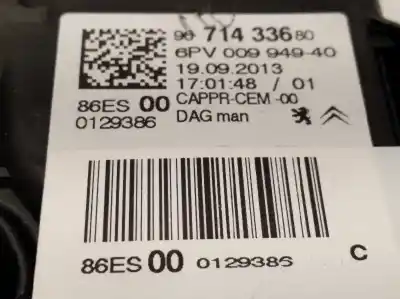 96 714 336 80
6PV 009 949-40
19.09.2013
17:01:48 / 01
86ES 00 CAPPR-CEM -00
0129386 DAG man
86ES 00 0129386 C